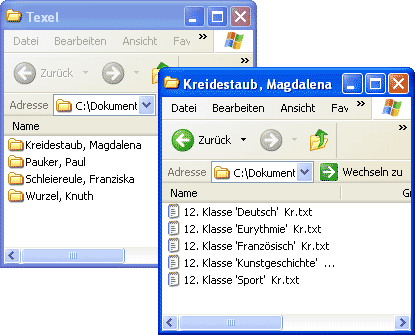 Texel
Datei Bearbeiten Ansicht Fav »
Zurück »
Adresse C:\Dokument
Name
Kreidestaub, Magdalena
Pauker, Paul
Schleiereule, Franziska
Wurzel, Knuth
Kreidestaub, Magdalena
Datei Bearbeiten Ansicht Fav »
Zurück »
Adresse C:\Dokument Wechseln zu
Name Gr
12. Klasse 'Deutsch' Kr.txt
12. Klasse 'Eurythmie' Kr.txt
12. Klasse 'Französisch' Kr.txt
12. Klasse 'Kunstgeschichte' ...
12. Klasse 'Sport' Kr.txt